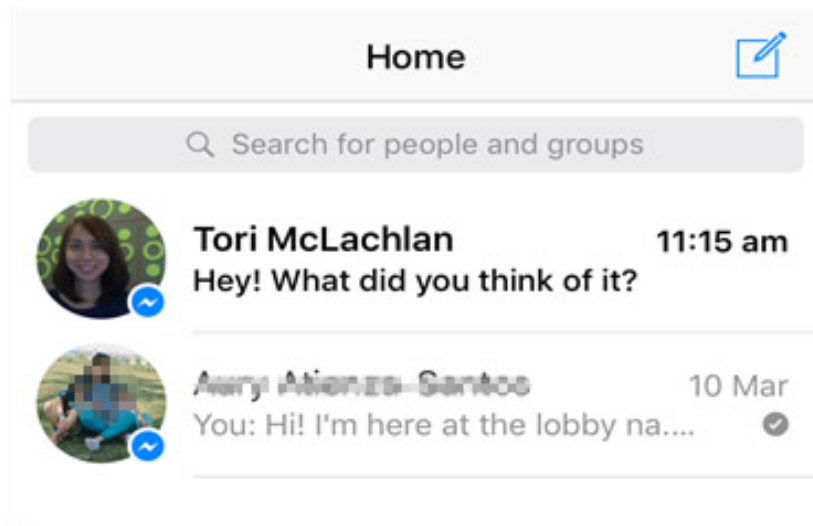 Home
Search for people and groups
Tori McLachlan
11:15 am
Hey! What did you think of it?
10 Mar
You: Hi! I'm here at the lobby na....